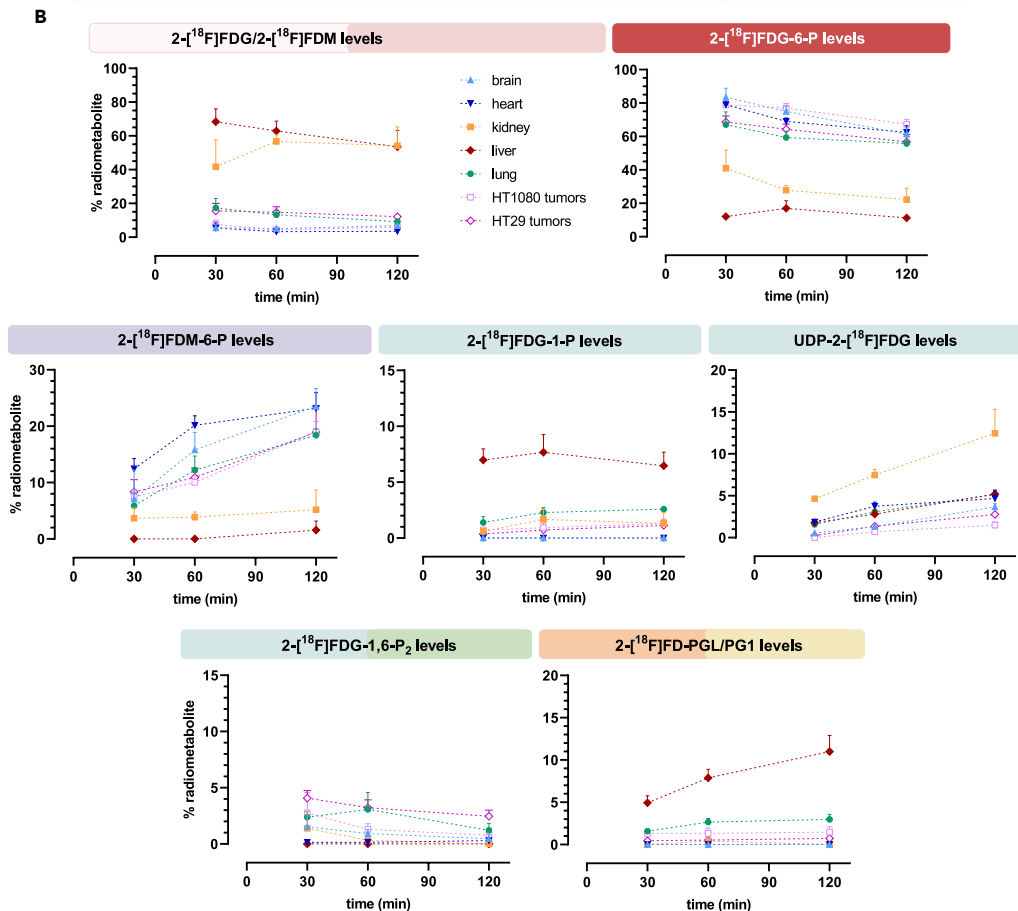 B
2-[¹⁸F]FDG/2-[¹⁸F]FDM levels
2-[¹⁸F]FDG-6-P levels
% radiometabolite
100
80
60
40
20
0
0 30 60 90 120
time (min)
brain
heart
kidney
liver
lung
HT1080 tumors
HT29 tumors
% radiometabolite
100
80
60
40
20
0
0 30 60 90 120
time (min)
2-[¹⁸F]FDM-6-P levels
2-[¹⁸F]FDG-1-P levels
UDP-2-[¹⁸F]FDG levels
% radiometabolite
30
20
10
0
0 30 60 90 120
time (min)
15
10
5
0
0 30 60 90 120
time (min)
20
15
10
5
0
0 30 60 90 120
time (min)
2-[¹⁸F]FDG-1,6-P₂ levels
2-[¹⁸F]FD-PGL/PG1 levels
% radiometabolite
15
10
5
0
0 30 60 90 120
time (min)
20
15
10
5
0
0 30 60 90 120
time (min)